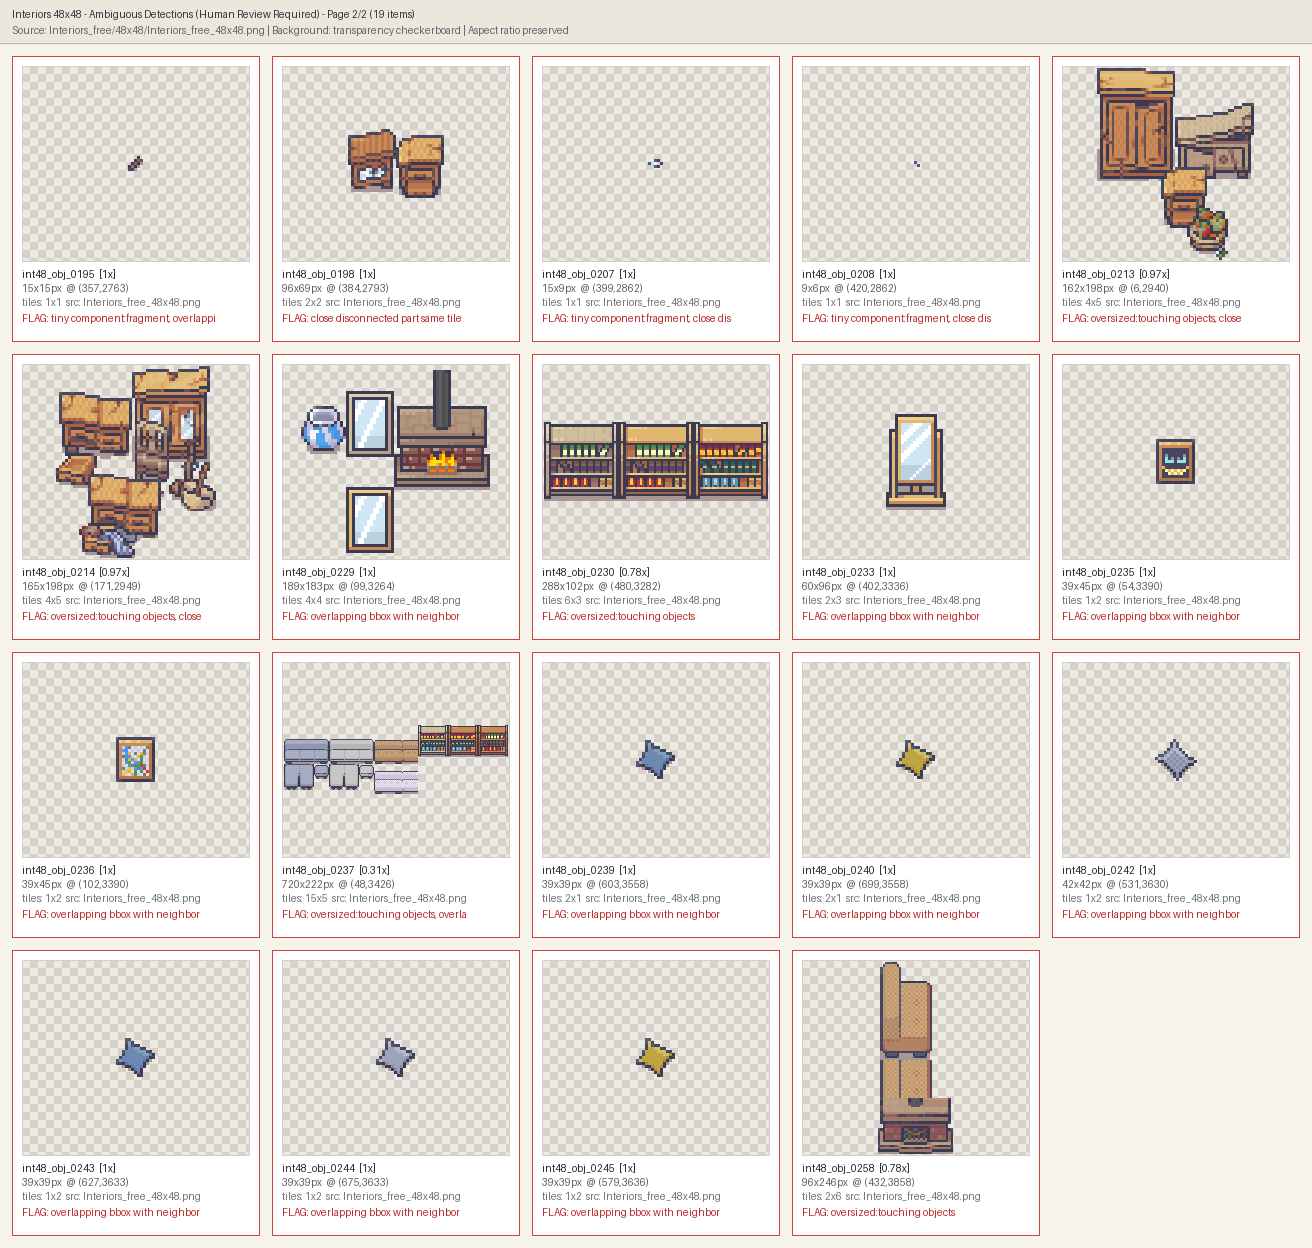 Interiors 48x48 - Ambiguous Detections (Human Review Required) - Page 2/2 (19 items)
Source: Interiors_free/48x48/Interiors_free_48x48.png | Background: transparency checkerboard | Aspect ratio preserved
int48_obj_0195 [1x]
15x15px @ (357,2763)
tiles: 1x1 src: Interiors_free_48x48.png
FLAG: tiny component:fragment, overlappi
int48_obj_0198 [1x]
96x69px @ (384,2793)
tiles: 2x2 src: Interiors_free_48x48.png
FLAG: close disconnected part:same tile
int48_obj_0207 [1x]
15x9px @ (399,2862)
tiles: 1x1 src: Interiors_free_48x48.png
FLAG: tiny component:fragment, close dis
int48_obj_0208 [1x]
9x6px @ (420,2862)
tiles: 1x1 src: Interiors_free_48x48.png
FLAG: tiny component:fragment, close dis
int48_obj_0213 [0.97x]
162x198px @ (6,2940)
tiles: 4x5 src: Interiors_free_48x48.png
FLAG: oversized:touching objects, close
int48_obj_0214 [0.97x]
165x198px @ (171,2949)
tiles: 4x5 src: Interiors_free_48x48.png
FLAG: oversized:touching objects, close
int48_obj_0229 [1x]
189x183px @ (99,3264)
tiles: 4x4 src: Interiors_free_48x48.png
FLAG: overlapping bbox with neighbor
int48_obj_0230 [0.78x]
288x102px @ (480,3282)
tiles: 6x3 src: Interiors_free_48x48.png
FLAG: oversized:touching objects
int48_obj_0233 [1x]
60x96px @ (402,3336)
tiles: 2x3 src: Interiors_free_48x48.png
FLAG: overlapping bbox with neighbor
int48_obj_0235 [1x]
39x45px @ (54,3390)
tiles: 1x2 src: Interiors_free_48x48.png
FLAG: overlapping bbox with neighbor
int48_obj_0236 [1x]
39x45px @ (102,3390)
tiles: 1x2 src: Interiors_free_48x48.png
FLAG: overlapping bbox with neighbor
int48_obj_0237 [0.31x]
720x222px @ (48,3426)
tiles: 15x5 src: Interiors_free_48x48.png
FLAG: oversized:touching objects, overla
int48_obj_0239 [1x]
39x39px @ (603,3558)
tiles: 2x1 src: Interiors_free_48x48.png
FLAG: overlapping bbox with neighbor
int48_obj_0240 [1x]
39x39px @ (699,3558)
tiles: 2x1 src: Interiors_free_48x48.png
FLAG: overlapping bbox with neighbor
int48_obj_0242 [1x]
42x42px @ (531,3630)
tiles: 1x2 src: Interiors_free_48x48.png
FLAG: overlapping bbox with neighbor
int48_obj_0243 [1x]
39x39px @ (627,3633)
tiles: 1x2 src: Interiors_free_48x48.png
FLAG: overlapping bbox with neighbor
int48_obj_0244 [1x]
39x39px @ (675,3633)
tiles: 1x2 src: Interiors_free_48x48.png
FLAG: overlapping bbox with neighbor
int48_obj_0245 [1x]
39x39px @ (579,3636)
tiles: 1x2 src: Interiors_free_48x48.png
FLAG: overlapping bbox with neighbor
int48_obj_0258 [0.78x]
96x246px @ (432,3858)
tiles: 2x6 src: Interiors_free_48x48.png
FLAG: oversized:touching objects